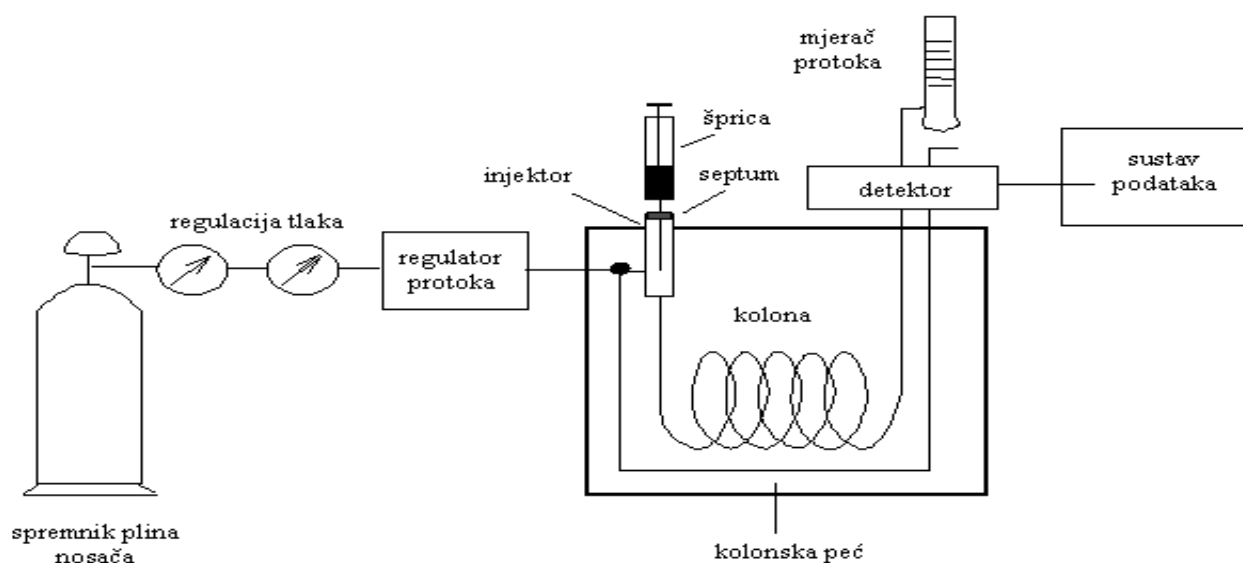 mjerač
protoka
šprica
injektor
septum
detektor
sustav
podataka
regulacija tlaka
regulator
protoka
kolona
spremnik plina
nosača
kolonska peć